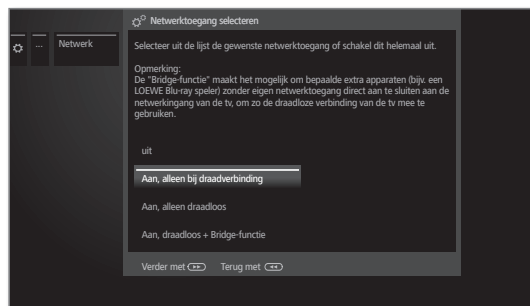 Netwerktoegang selecteren
... Netwerk
Selecteer uit de lijst de gewenste netwerktoegang of schakel dit helemaal uit.
Opmerking:
De "Bridge-functie" maakt het mogelijk om bepaalde extra apparaten (bijv. een
LOEWE Blu-ray speler) zonder eigen netwerktoegang direct aan te sluiten aan de
netwerkingang van de tv, om zo de draadloze verbinding van de tv mee te
gebruiken.
uit
Aan, alleen bij draadverbinding
Aan, alleen draadloos
Aan, draadloos + Bridge-functie
Verder met Terug met